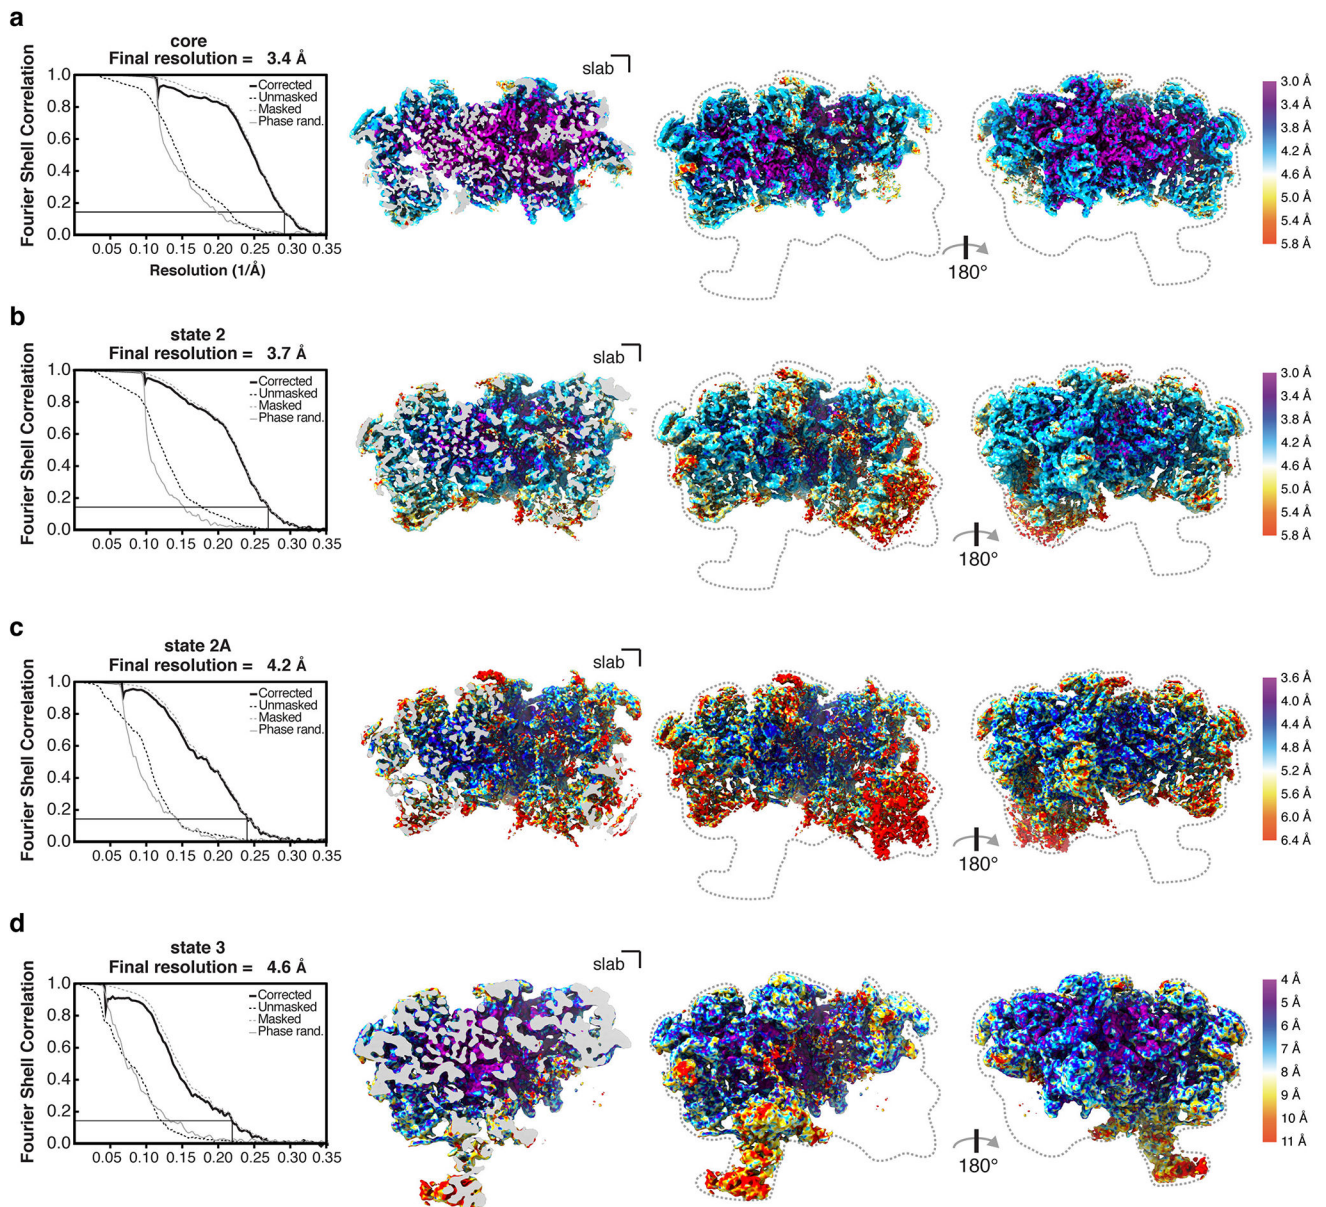 a
core
Final resolution = 3.4 Å
Fourier Shell Correlation
1.0
0.8
0.6
0.4
0.2
0.0
Corrected
Unmasked
Masked
Phase rand.
0.05 0.10 0.15 0.20 0.25 0.30 0.35
Resolution (1/Å)
slab
180°
3.0 Å
3.4 Å
3.8 Å
4.2 Å
4.6 Å
5.0 Å
5.4 Å
5.8 Å
b
state 2
Final resolution = 3.7 Å
Fourier Shell Correlation
1.0
0.8
0.6
0.4
0.2
0.0
Corrected
Unmasked
Masked
Phase rand.
0.05 0.10 0.15 0.20 0.25 0.30 0.35
slab
180°
3.0 Å
3.4 Å
3.8 Å
4.2 Å
4.6 Å
5.0 Å
5.4 Å
5.8 Å
c
state 2A
Final resolution = 4.2 Å
Fourier Shell Correlation
1.0
0.8
0.6
0.4
0.2
0.0
Corrected
Unmasked
Masked
Phase rand.
0.05 0.10 0.15 0.20 0.25 0.30 0.35
slab
180°
3.6 Å
4.0 Å
4.4 Å
4.8 Å
5.2 Å
5.6 Å
6.0 Å
6.4 Å
d
state 3
Final resolution = 4.6 Å
Fourier Shell Correlation
1.0
0.8
0.6
0.4
0.2
0.0
Corrected
Unmasked
Masked
Phase rand.
0.05 0.10 0.15 0.20 0.25 0.30 0.35
slab
180°
4 Å
5 Å
6 Å
7 Å
8 Å
9 Å
10 Å
11 Å